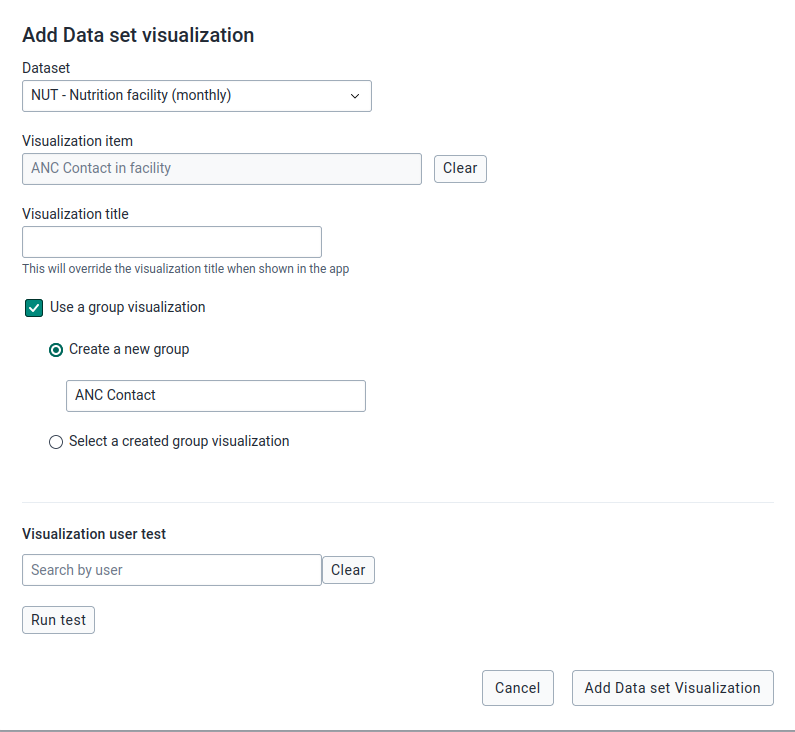 Add Data set visualization
Dataset
NUT - Nutrition facility (monthly)
Visualization item
ANC Contact in facility
Clear
Visualization title
This will override the visualization title when shown in the app
Use a group visualization
Create a new group
ANC Contact
Select a created group visualization
Visualization user test
Search by user
Clear
Run test
Cancel
Add Data set Visualization